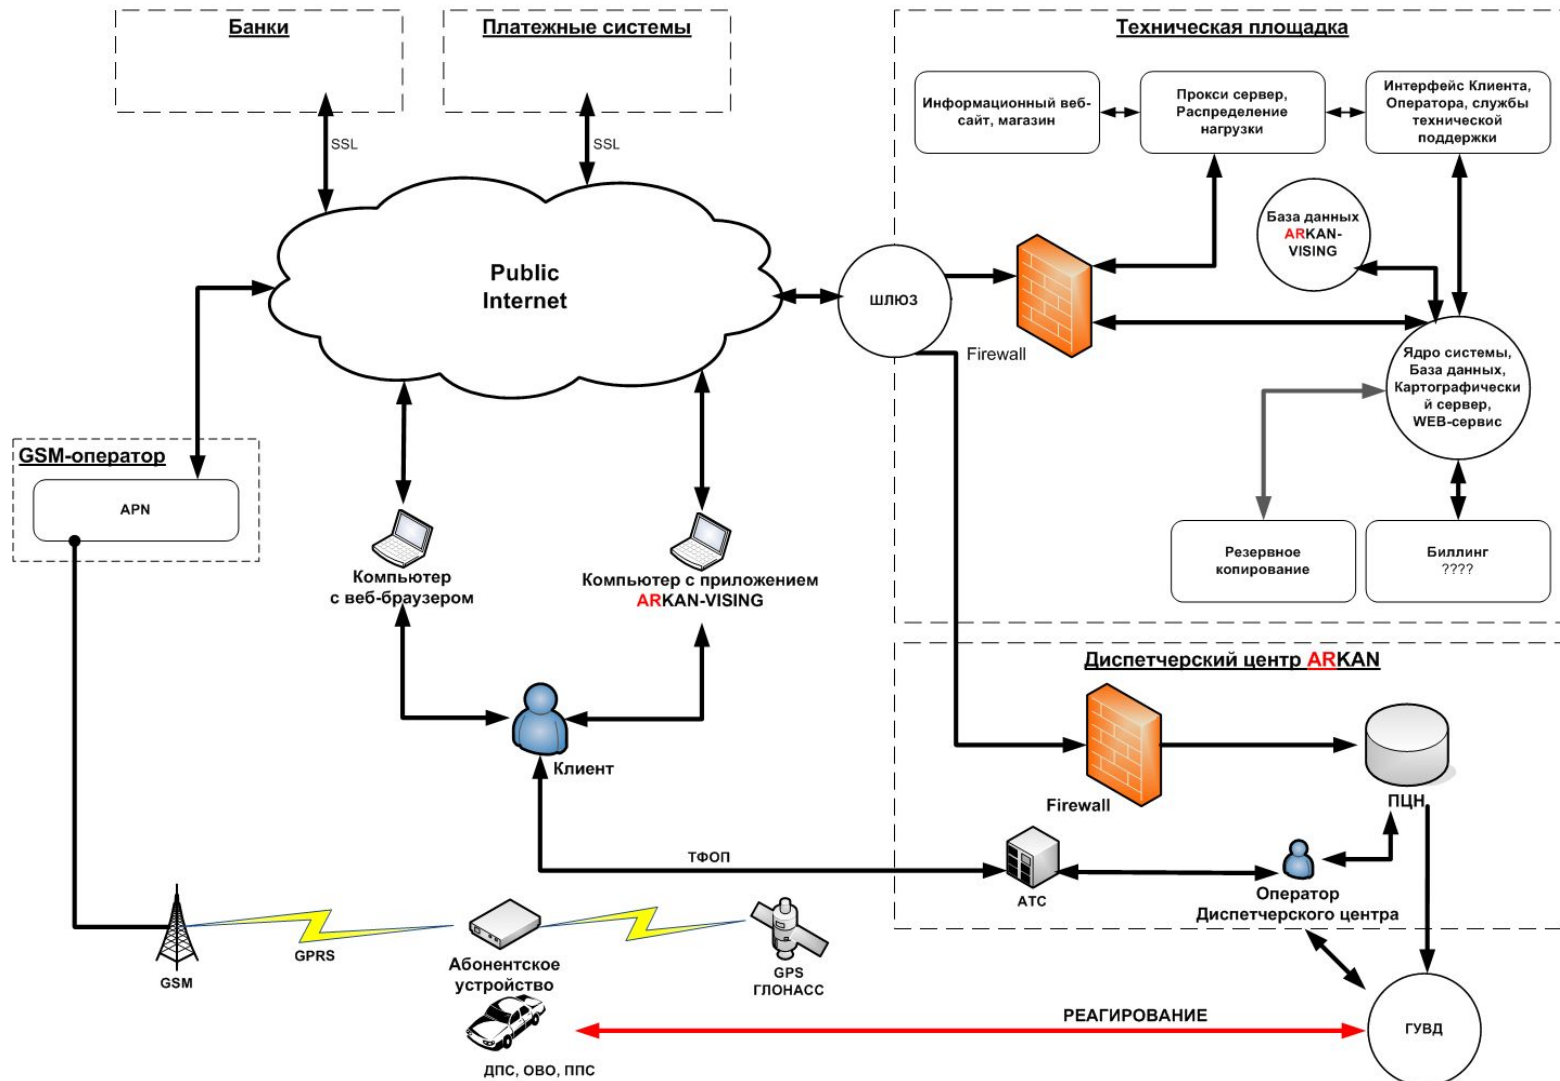 Банки
Платежные системы
Техническая площадка
Информационный веб-
сайт, магазин
Прокси сервер,
Распределение
нагрузки
Интерфейс Клиента,
Оператора, службы
технической
поддержки
SSL
SSL
База данных
ARKAN-
VISING
Public
Internet
ШЛЮЗ
Firewall
Ядро системы,
База данных,
Картографически
й сервер,
WEB-сервис
GSM-оператор
APN
Резервное
копирование
Биллинг
????
Компьютер
с веб-браузером
Компьютер с приложением
ARKAN-VISING
Диспетчерский центр ARKAN
Клиент
Firewall
ПЦН
ТФОП
АТС
Оператор
Диспетчерского центра
GSM
GPRS
Абонентское
устройство
GPS
ГЛОНАСС
РЕАГИРОВАНИЕ
ГУВД
ДПС, ОВО, ППС